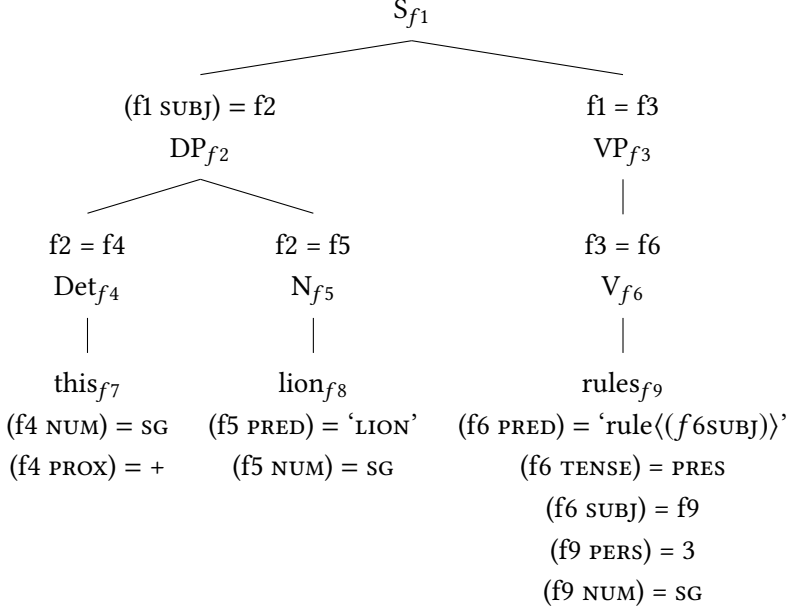 S_f1
(f1 SUBJ) = f2 f1 = f3
DP_f2 VP_f3
f2 = f4 f2 = f5 f3 = f6
Det_f4 N_f5 V_f6
this_f7 lion_f8 rules_f9
(f4 NUM) = SG (f5 PRED) = ‘LION’ (f6 PRED) = ‘rule⟨(f6SUBJ)⟩’
(f4 PROX) = + (f5 NUM) = SG (f6 TENSE) = PRES
(f6 SUBJ) = f9
(f9 PERS) = 3
(f9 NUM) = SG